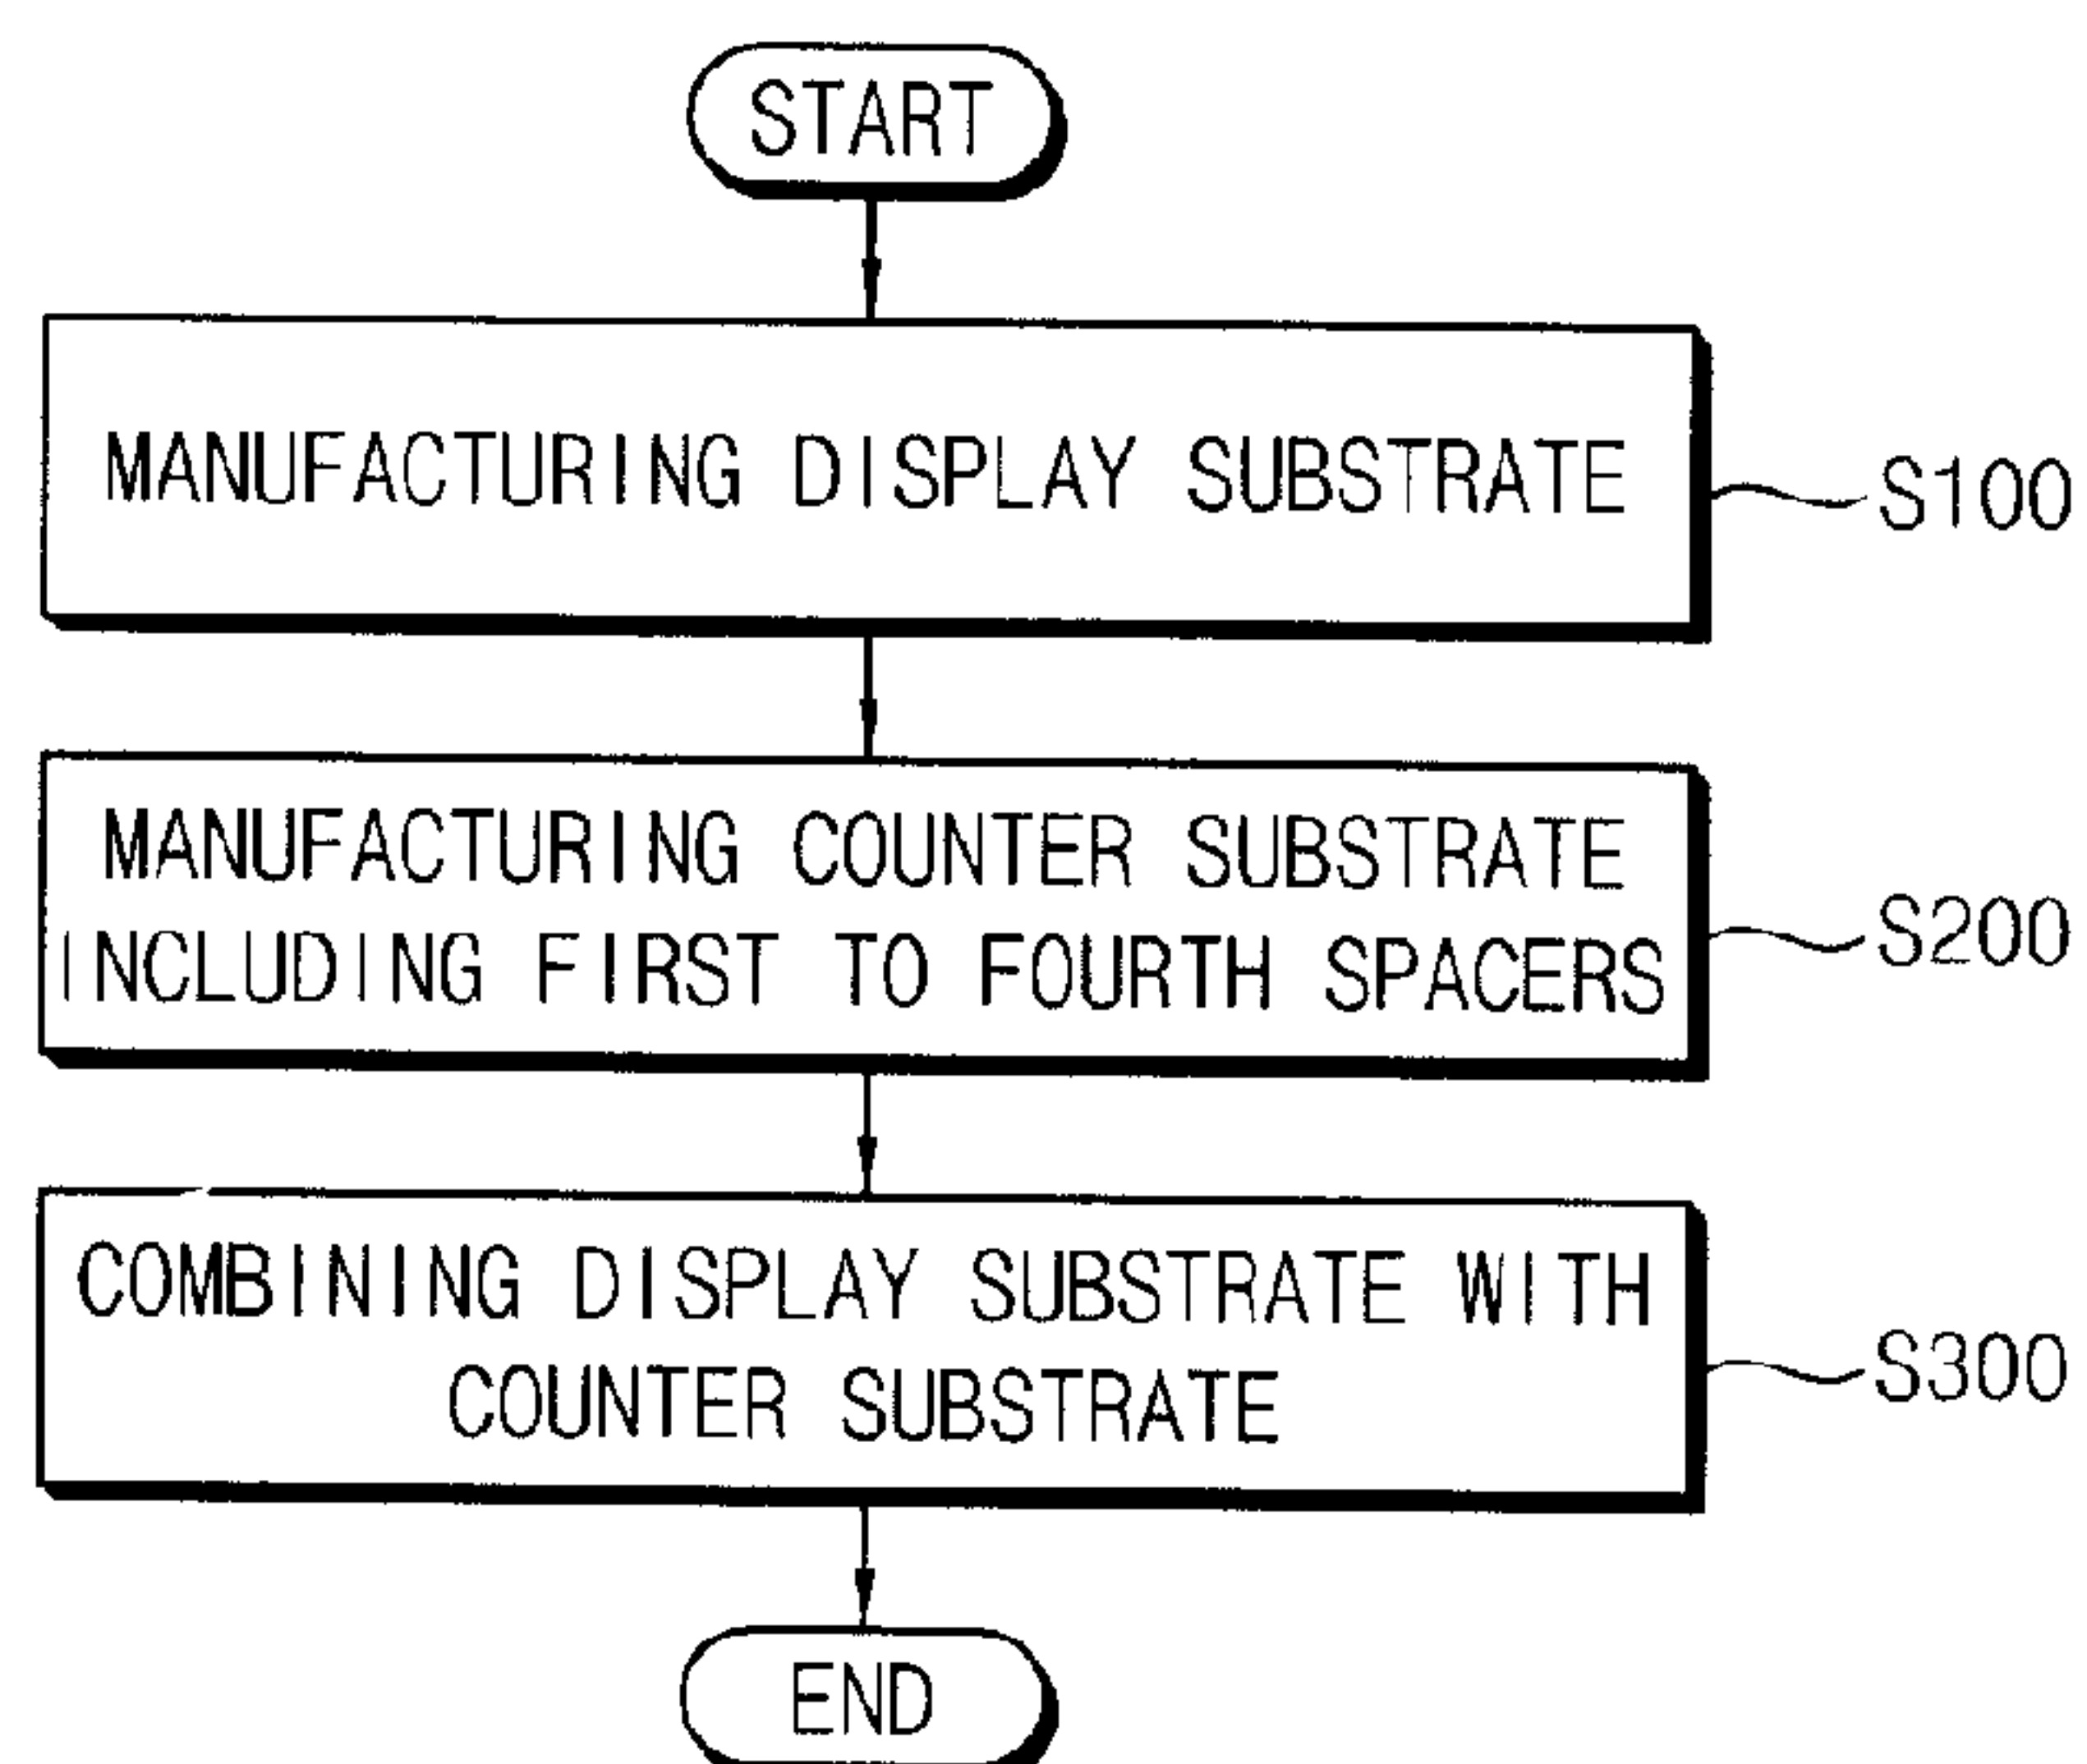 START
MANUFACTURING DISPLAY SUBSTRATE
S100
MANUFACTURING COUNTER SUBSTRATE
INCLUDING FIRST TO FOURTH SPACERS
S200
COMBINING DISPLAY SUBSTRATE WITH
COUNTER SUBSTRATE
S300
END